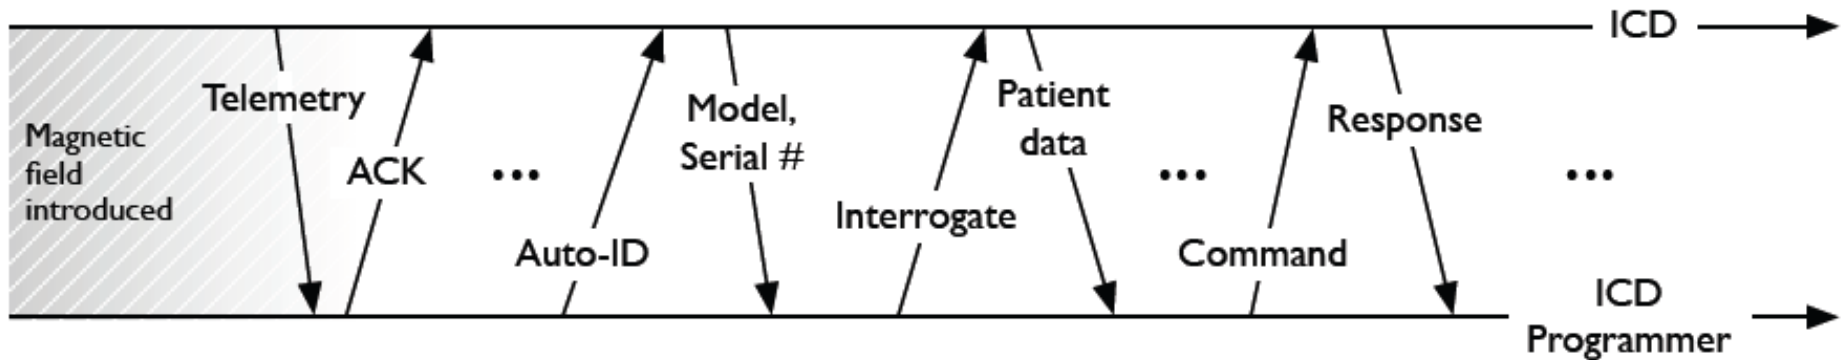 ICD
Telemetry
Magnetic
field
introduced
ACK
...
Auto-ID
Model,
Serial #
Interrogate
Patient
data
...
Command
Response
...
ICD
Programmer